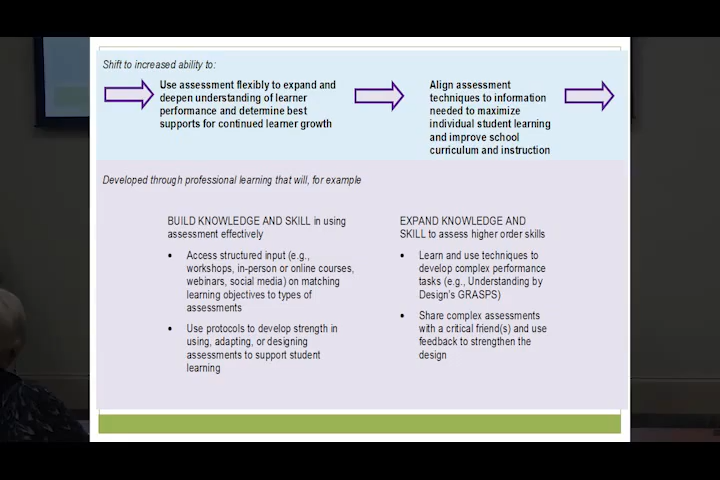 Shift to increased ability to:
Use assessment flexibly to expand and
deepen understanding of learner
performance and determine best
supports for continued learner growth
Align assessment
techniques to information
needed to maximize
individual student learning
and improve school
curriculum and instruction
Developed through professional learning that will, for example
BUILD KNOWLEDGE AND SKILL in using
assessment effectively
• Access structured input (e.g.,
workshops, in-person or online courses,
webinars, social media) on matching
learning objectives to types of
assessments
• Use protocols to develop strength in
using, adapting, or designing
assessments to support student
learning
EXPAND KNOWLEDGE AND
SKILL to assess higher order skills
• Learn and use techniques to
develop complex performance
tasks (e.g., Understanding by
Design's GRASPS)
• Share complex assessments
with a critical friend(s) and use
feedback to strengthen the
design